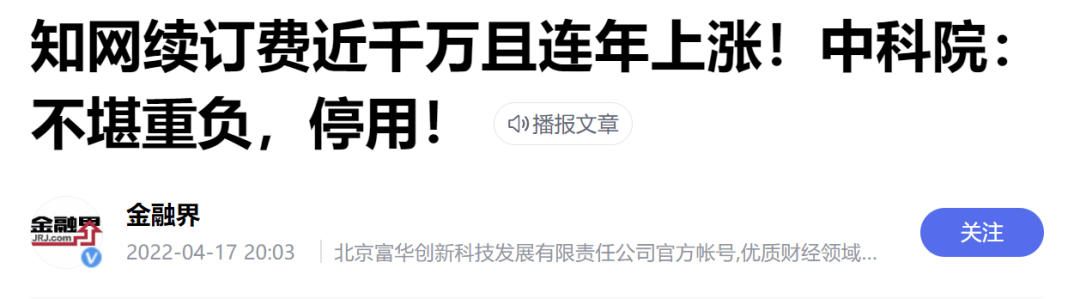 知网续订费近千万且连年上涨！中科院：
不堪重负，停用！
播报文章
金融界
JRJ.com
金融界
2022-04-17 20:03
北京富华创新科技发展有限责任公司官方帐号,优质财经领域...
关注